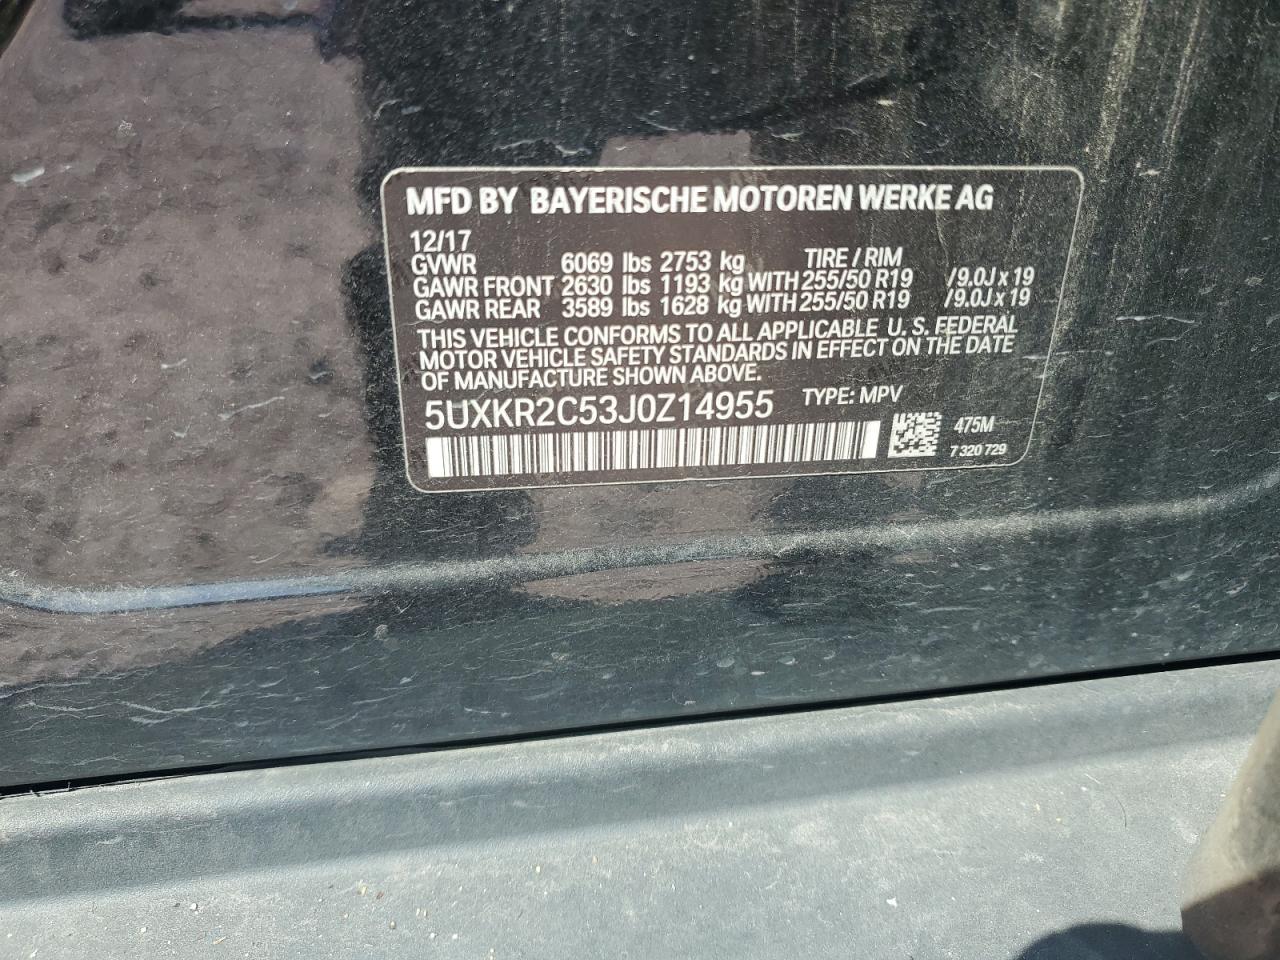 MFD BY BAYERISCHE MOTOREN WERKE AG
12/17
GVWR 6069 lbs 2753 kg TIRE / RIM
GAWR FRONT 2630 lbs 1193 kg WITH 255/50 R19 /9.0J x 19
GAWR REAR 3589 lbs 1628 kg WITH 255/50 R19 /9.0J x 19
THIS VEHICLE CONFORMS TO ALL APPLICABLE U. S. FEDERAL
MOTOR VEHICLE SAFETY STANDARDS IN EFFECT ON THE DATE
OF MANUFACTURE SHOWN ABOVE.
5UXKR2C53J0Z14955 TYPE: MPV
475M
7 320 729